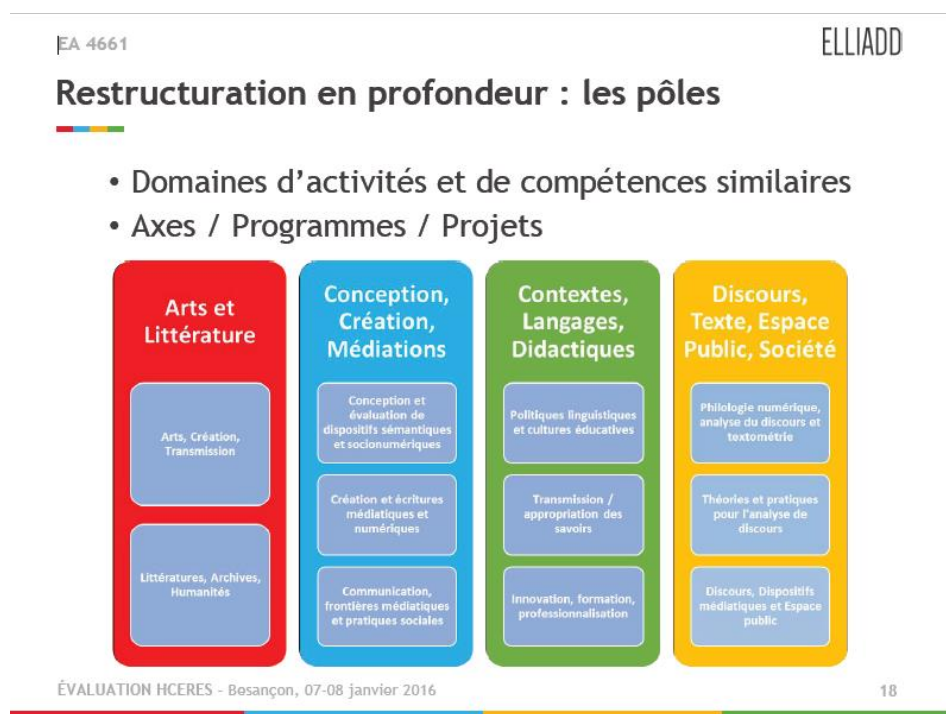 EA 4661
ELLIADD
Restructuration en profondeur : les pôles
• Domaines d'activités et de compétences similaires
• Axes / Programmes / Projets
Arts et
Littérature
Arts, Création,
Transmission
Littératures, Archives,
Humanités
Conception,
Création,
Médiations
Conception et
évaluation de
dispositifs sémantiques
et socionumériques
Création et écritures
médiatiques et
numériques
Communication,
frontières médiatiques
et pratiques sociales
Contextes,
Langages,
Didactiques
Politiques linguistiques
et cultures éducatives
Transmission /
appropriation des
savoirs
Innovation, formation,
professionnalisation
Discours,
Texte, Espace
Public, Société
Philologie numérique,
analyse du discours et
textométrie
Théories et pratiques
pour l'analyse de
discours
Discours, Dispositifs
médiatiques et Espace
public
ÉVALUATION HCERES - Besançon, 07-08 janvier 2016
18